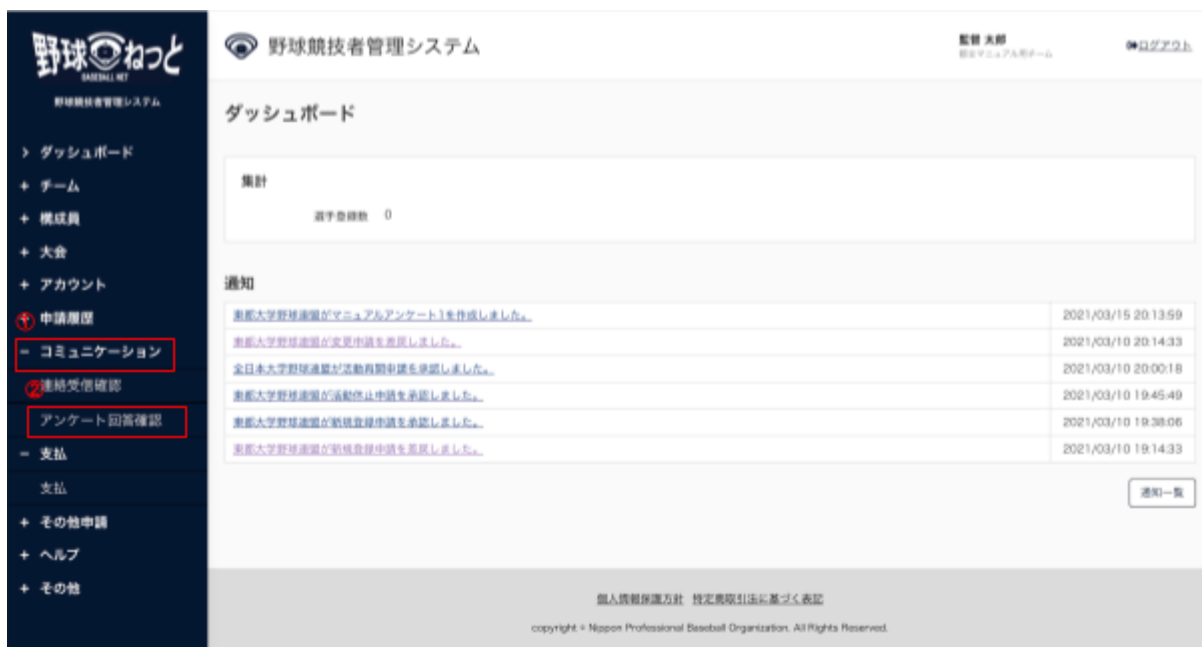 野球ねっと
BASEBALL NET
野球競技者管理システム
> ダッシュボード
+ チーム
+ 構成員
+ 大会
+ アカウント
① 申請履歴
− コミュニケーション
②連絡受信確認
アンケート回答確認
− 支払
支払
+ その他申請
+ ヘルプ
+ その他
野球競技者管理システム
監督 太郎
ログアウト
ダッシュボード
集計
選手登録数 0
通知
東都大学野球連盟がマニュアルアンケート1を作成しました。 2021/03/15 20:13:59
東都大学野球連盟が変更申請を差戻しました。 2021/03/10 20:14:33
全日本大学野球連盟が活動再開申請を承認しました。 2021/03/10 20:00:18
東都大学野球連盟が活動休止申請を承認しました。 2021/03/10 19:45:49
東都大学野球連盟が新規登録申請を承認しました。 2021/03/10 19:38:06
東都大学野球連盟が新規登録申請を差戻しました。 2021/03/10 19:14:33
通知一覧
個人情報保護方針 特定商取引法に基づく表記
copyright © Nippon Professional Baseball Organization. All Rights Reserved.